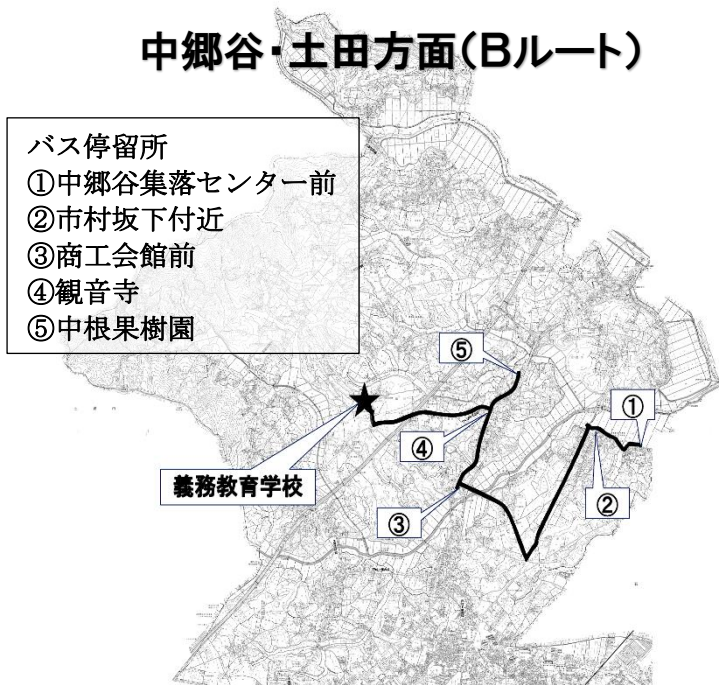 中郷谷・土田方面(Bルート)
バス停留所
①中郷谷集落センター前
②市村坂下付近
③商工会館前
④観音寺
⑤中根果樹園
⑤
①
④
義務教育学校
②
③